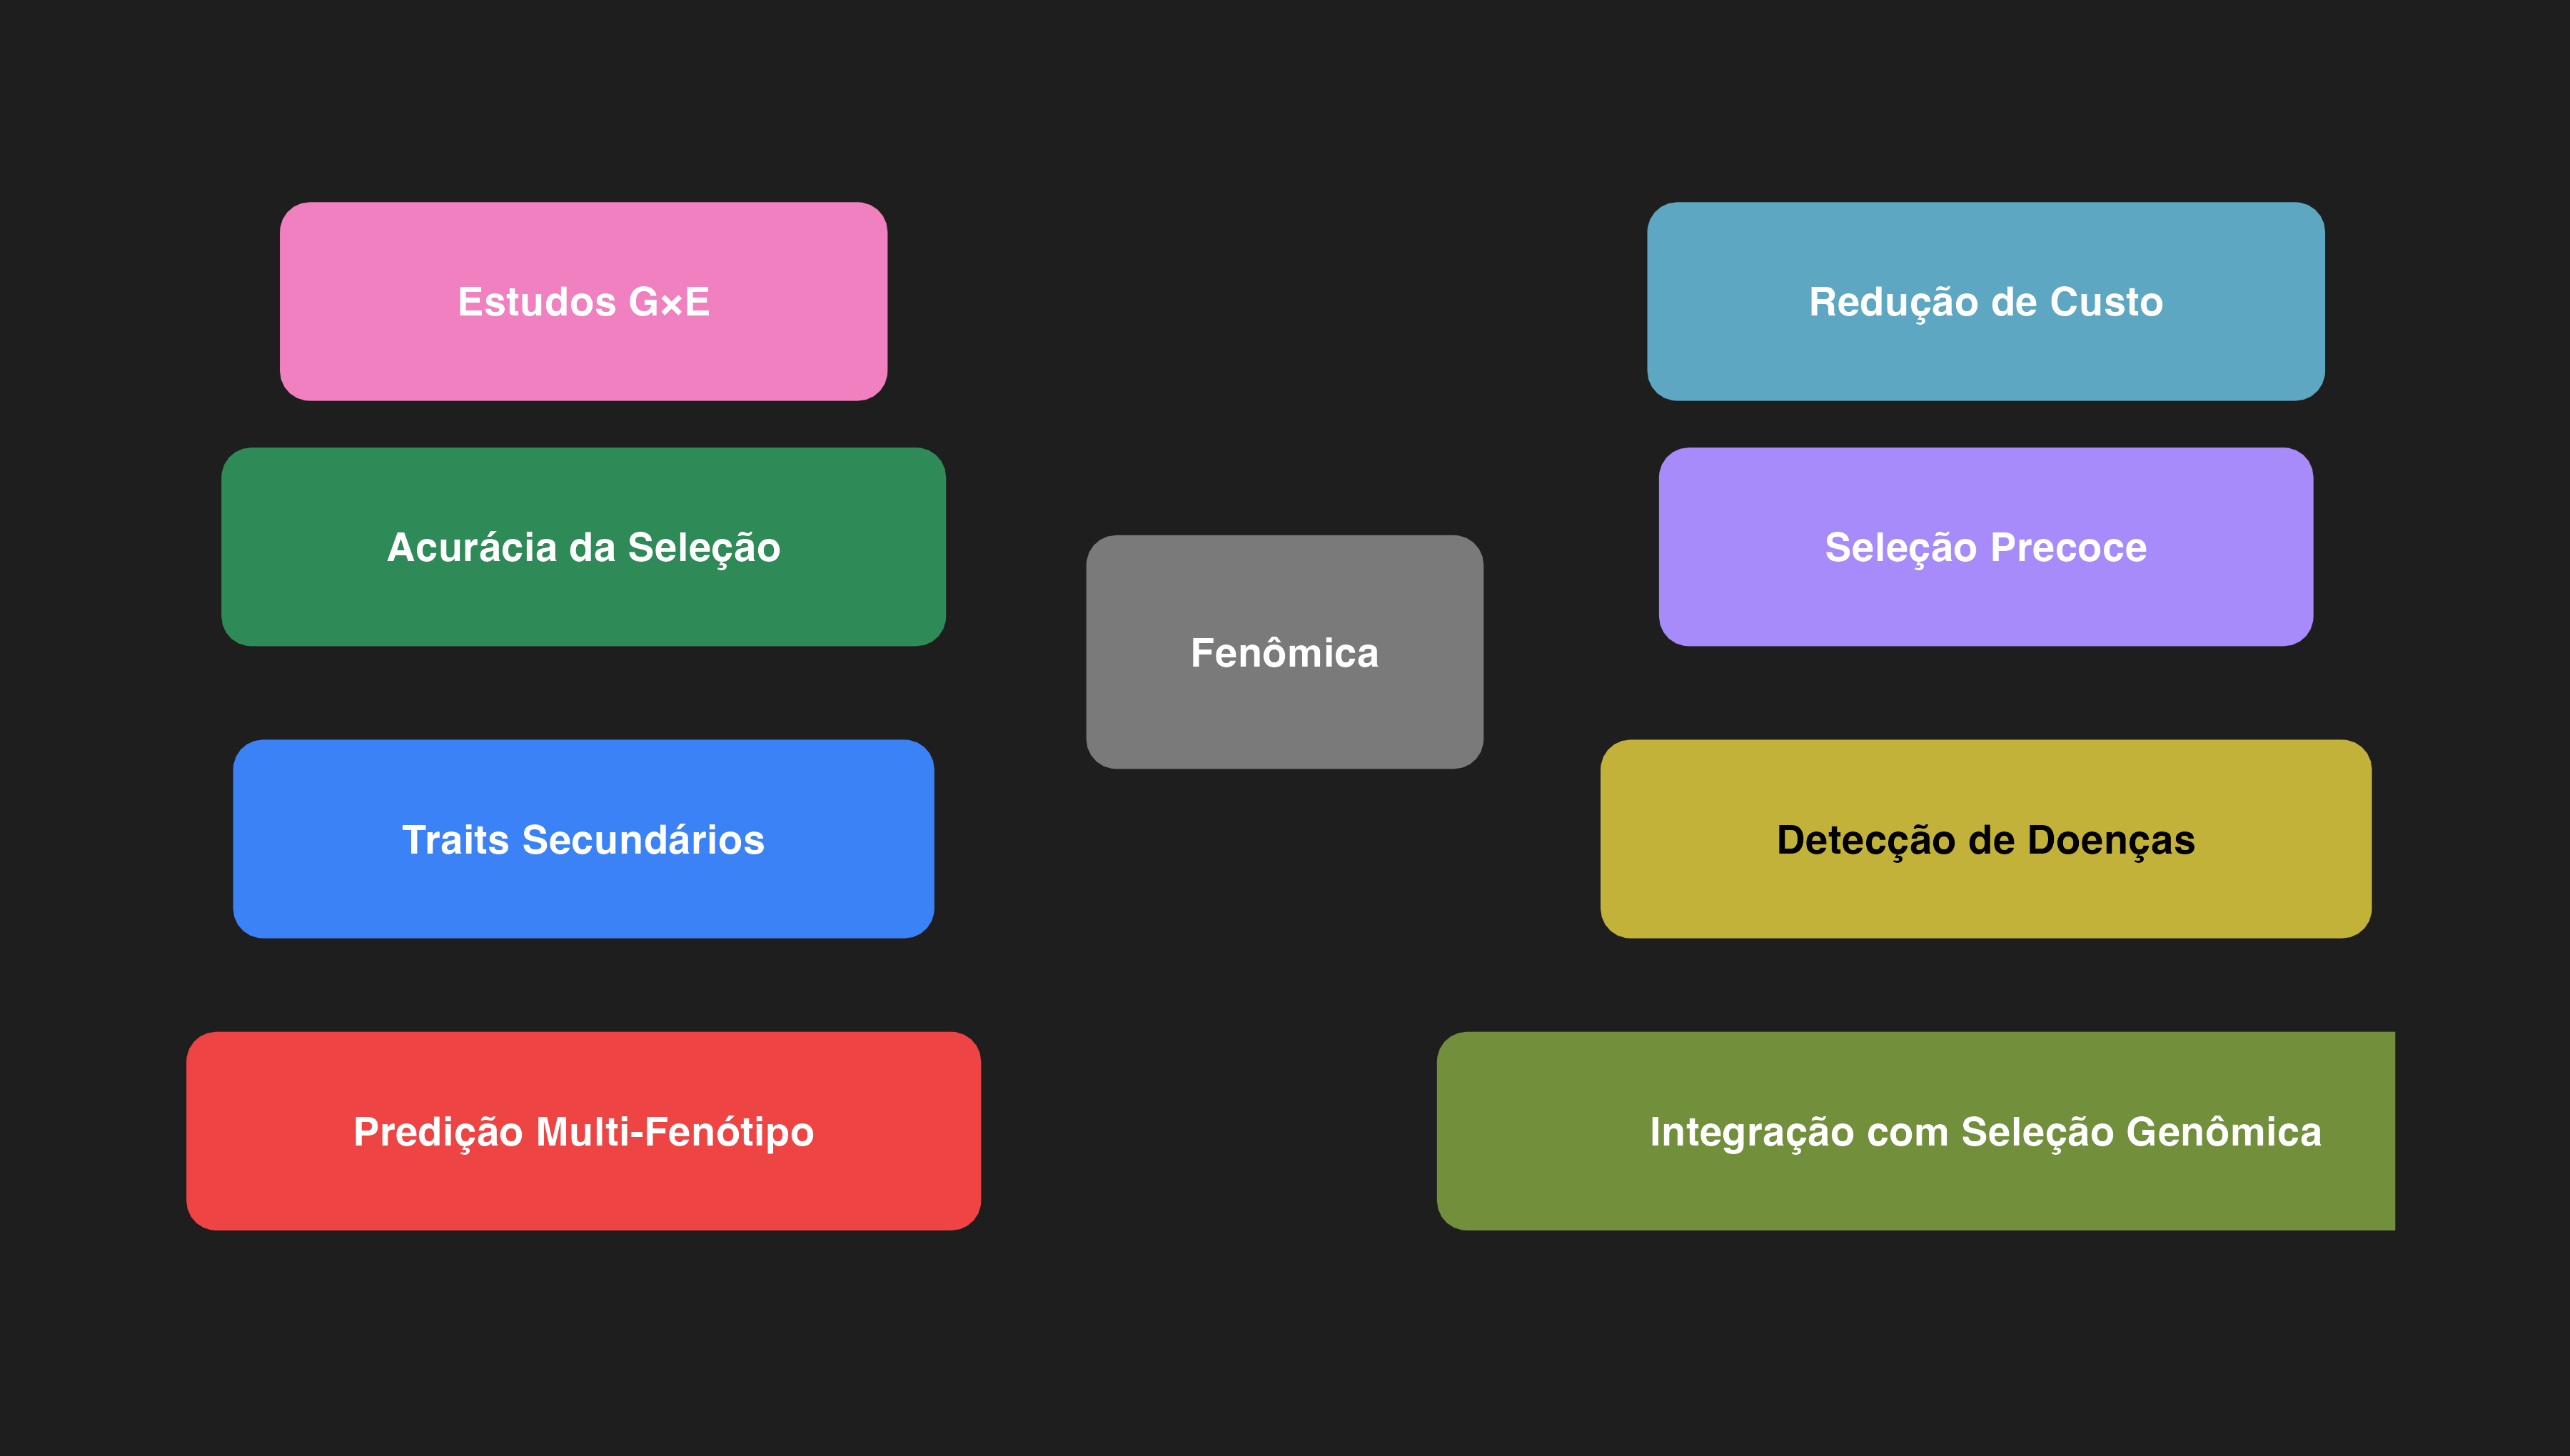 Estudos G×E
Redução de Custo
Acurácia da Seleção
Seleção Precoce
Fenômica
Traits Secundários
Detecção de Doenças
Predição Multi-Fenótipo
Integração com Seleção Genômica